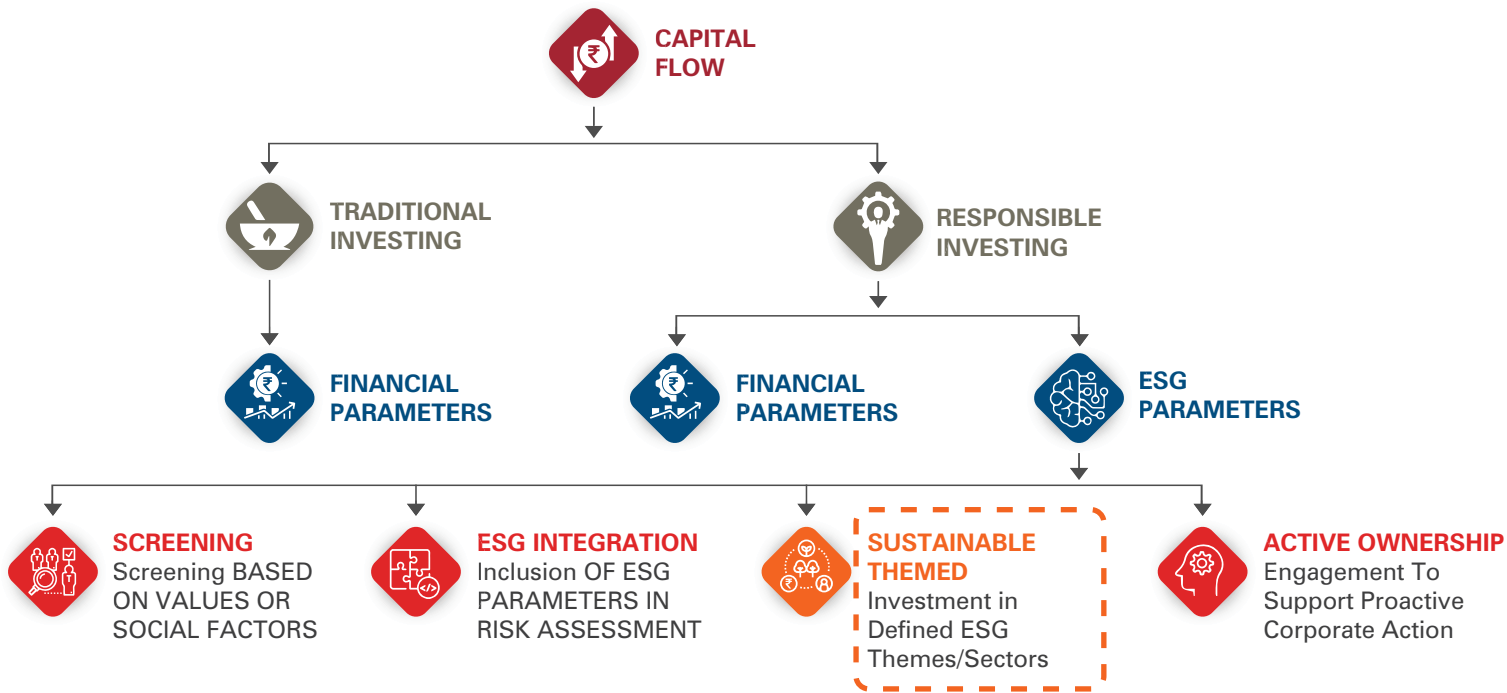 ₹
CAPITAL
FLOW
TRADITIONAL
INVESTING
RESPONSIBLE
INVESTING
₹
FINANCIAL
PARAMETERS
₹
FINANCIAL
PARAMETERS
ESG
PARAMETERS
SCREENING
Screening BASED
ON VALUES OR
SOCIAL FACTORS
</>
ESG INTEGRATION
Inclusion OF ESG
PARAMETERS IN
RISK ASSESSMENT
₹
SUSTAINABLE
THEMED
Investment in
Defined ESG
Themes/Sectors
ACTIVE OWNERSHIP
Engagement To
Support Proactive
Corporate Action